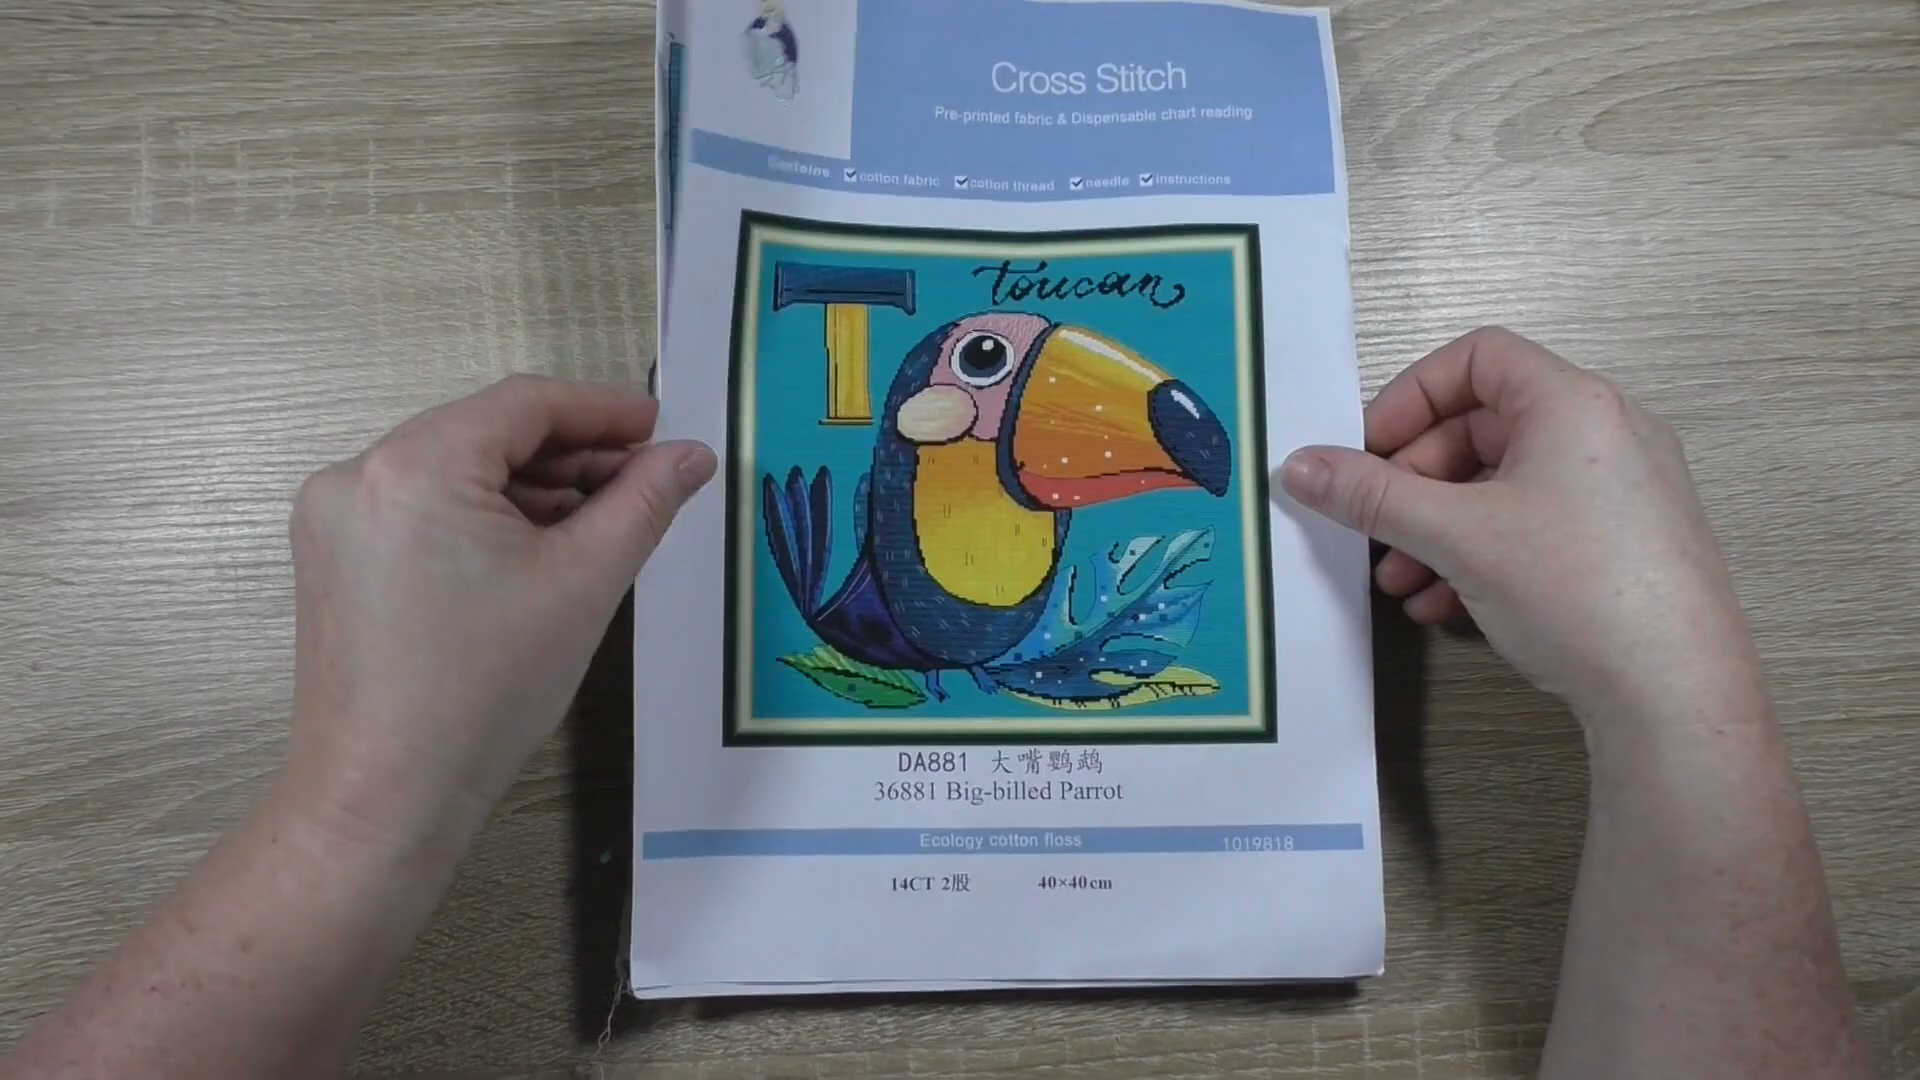 Cross Stitch
Pre-printed fabric & Dispensable chart reading
Contains cotton fabric cotton thread needle instructions
T
Toucan
DA881 大嘴鹦鹉
36881 Big-billed Parrot
Ecology cotton floss 1019818
14CT 2股 40×40cm